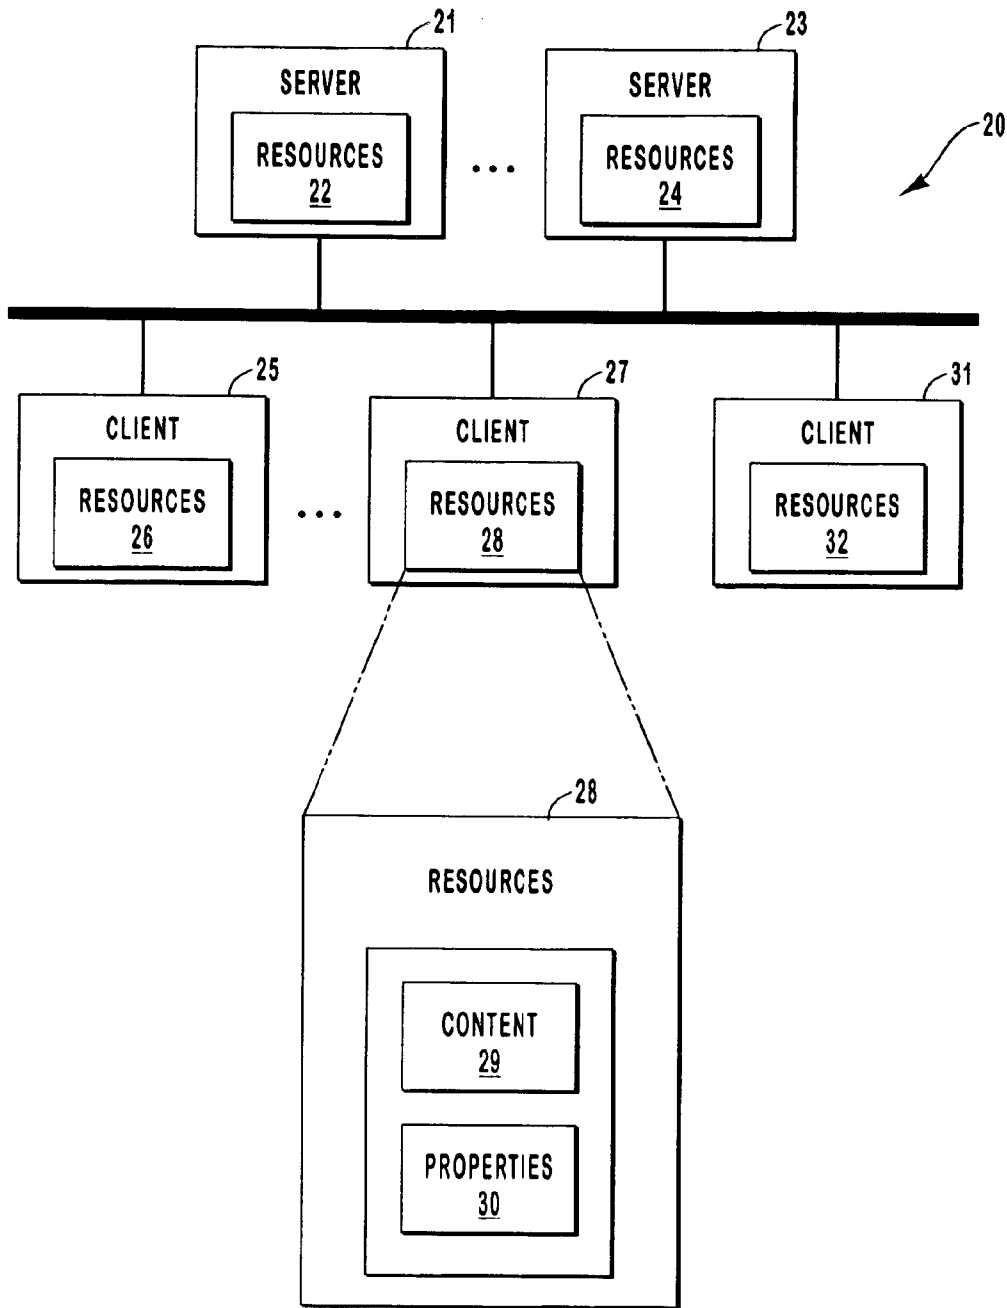 21
23
SERVER
SERVER
20
RESOURCES
22
RESOURCES
24
...
25
27
31
CLIENT
CLIENT
CLIENT
RESOURCES
26
...
RESOURCES
28
RESOURCES
32
28
RESOURCES
CONTENT
29
PROPERTIES
30